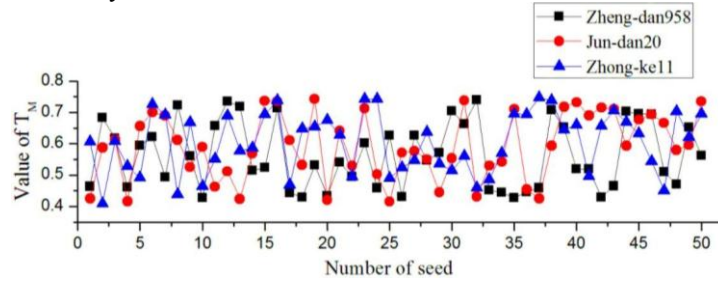 Zheng-dan958
Jun-dan20
Zhong-ke11
0.8
0.7
0.6
0.5
0.4
Value of TM
0 5 10 15 20 25 30 35 40 45 50
Number of seed